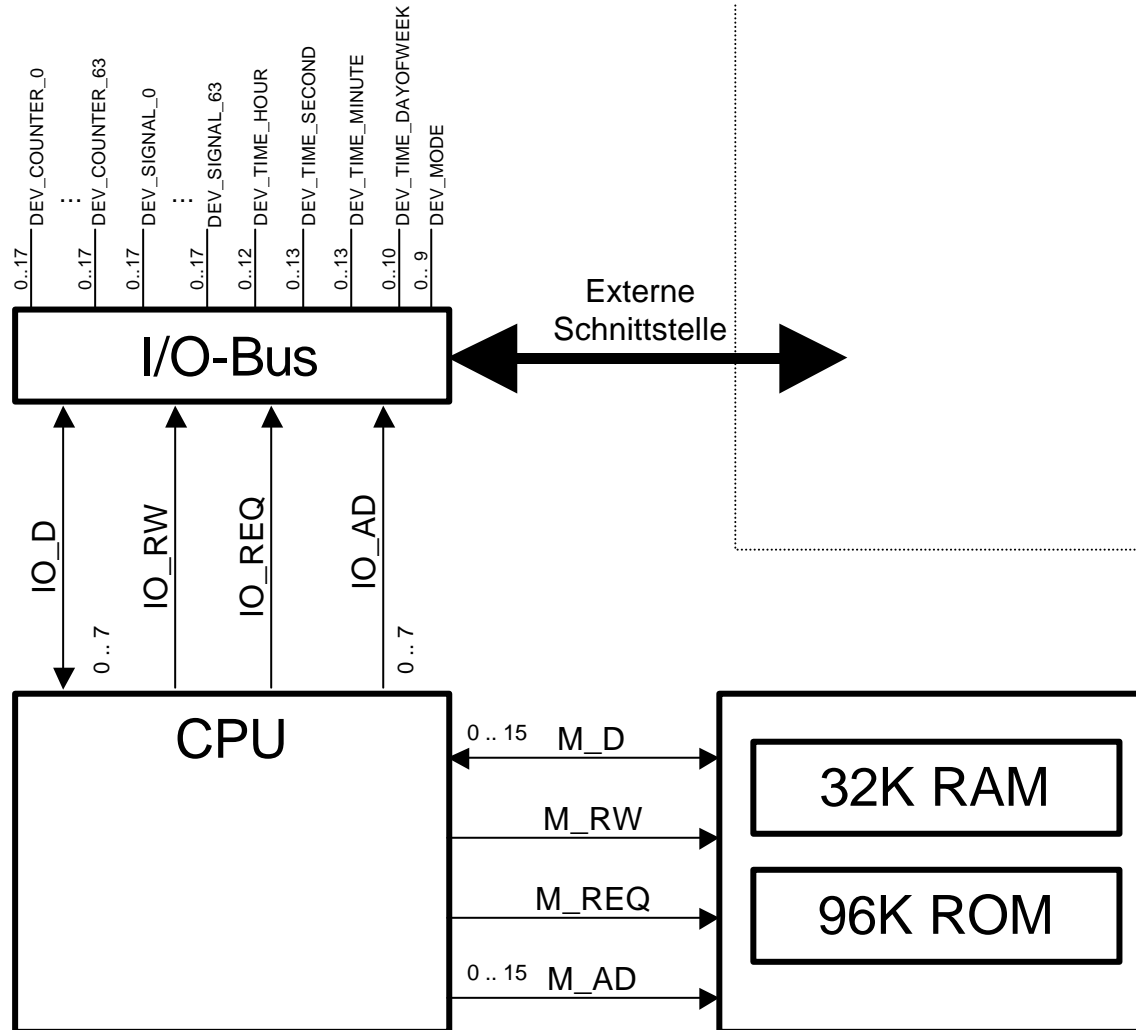 DEV_COUNTER_0
...
DEV_COUNTER_63
DEV_SIGNAL_0
...
DEV_SIGNAL_63
DEV_TIME_HOUR
DEV_TIME_SECOND
DEV_TIME_MINUTE
DEV_TIME_DAYOFWEEK
DEV_MODE
0..17
0..17
0..17
0..17
0..12
0..13
0..13
0..10
0.. 9
Externe
Schnittstelle
I/O-Bus
IO_D
IO_RW
IO_REQ
IO_AD
0 .. 7
0 .. 7
CPU
0 .. 15 M_D
M_RW
M_REQ
0 .. 15 M_AD
32K RAM
96K ROM